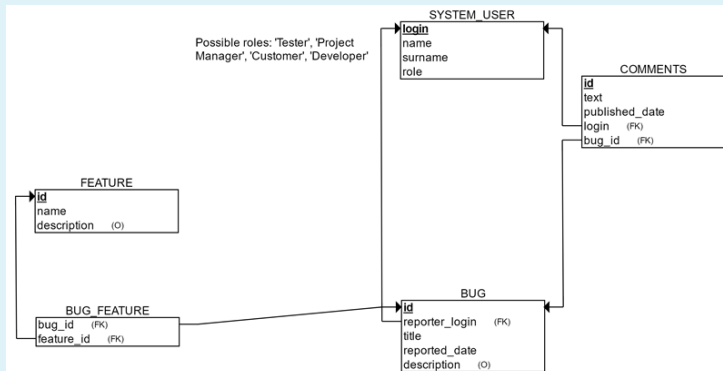 SYSTEM_USER
Possible roles: 'Tester', 'Project
Manager', 'Customer', 'Developer'
login
name
surname
role
COMMENTS
id
text
published_date
login (FK)
bug_id (FK)
FEATURE
id
name
description (O)
BUG_FEATURE
bug_id (FK)
feature_id (FK)
BUG
id
reporter_login (FK)
title
reported_date
description (O)